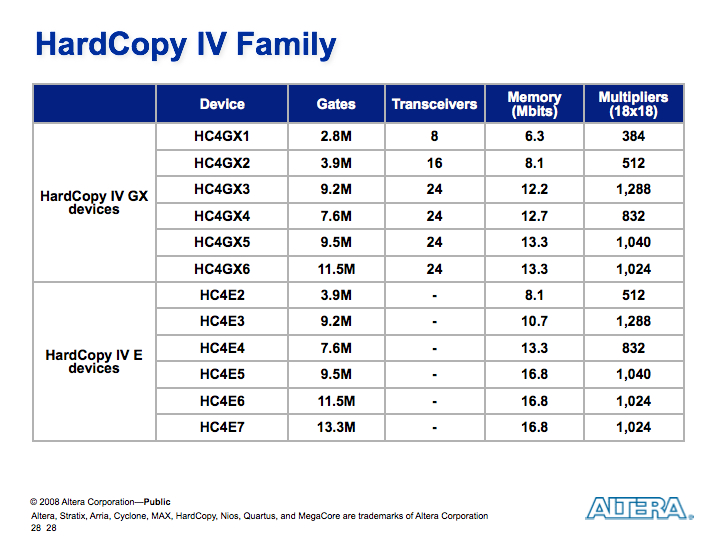 HardCopy IV Family
Device Gates Transceivers Memory (Mbits) Multipliers (18x18)
HardCopy IV GX devices
HC4GX1 2.8M 8 6.3 384
HC4GX2 3.9M 16 8.1 512
HC4GX3 9.2M 24 12.2 1,288
HC4GX4 7.6M 24 12.7 832
HC4GX5 9.5M 24 13.3 1,040
HC4GX6 11.5M 24 13.3 1,024
HardCopy IV E devices
HC4E2 3.9M - 8.1 512
HC4E3 9.2M - 10.7 1,288
HC4E4 7.6M - 13.3 832
HC4E5 9.5M - 16.8 1,040
HC4E6 11.5M - 16.8 1,024
HC4E7 13.3M - 16.8 1,024
© 2008 Altera Corporation—Public
Altera, Stratix, Arria, Cyclone, MAX, HardCopy, Nios, Quartus, and MegaCore are trademarks of Altera Corporation
28 28
ALTERA®